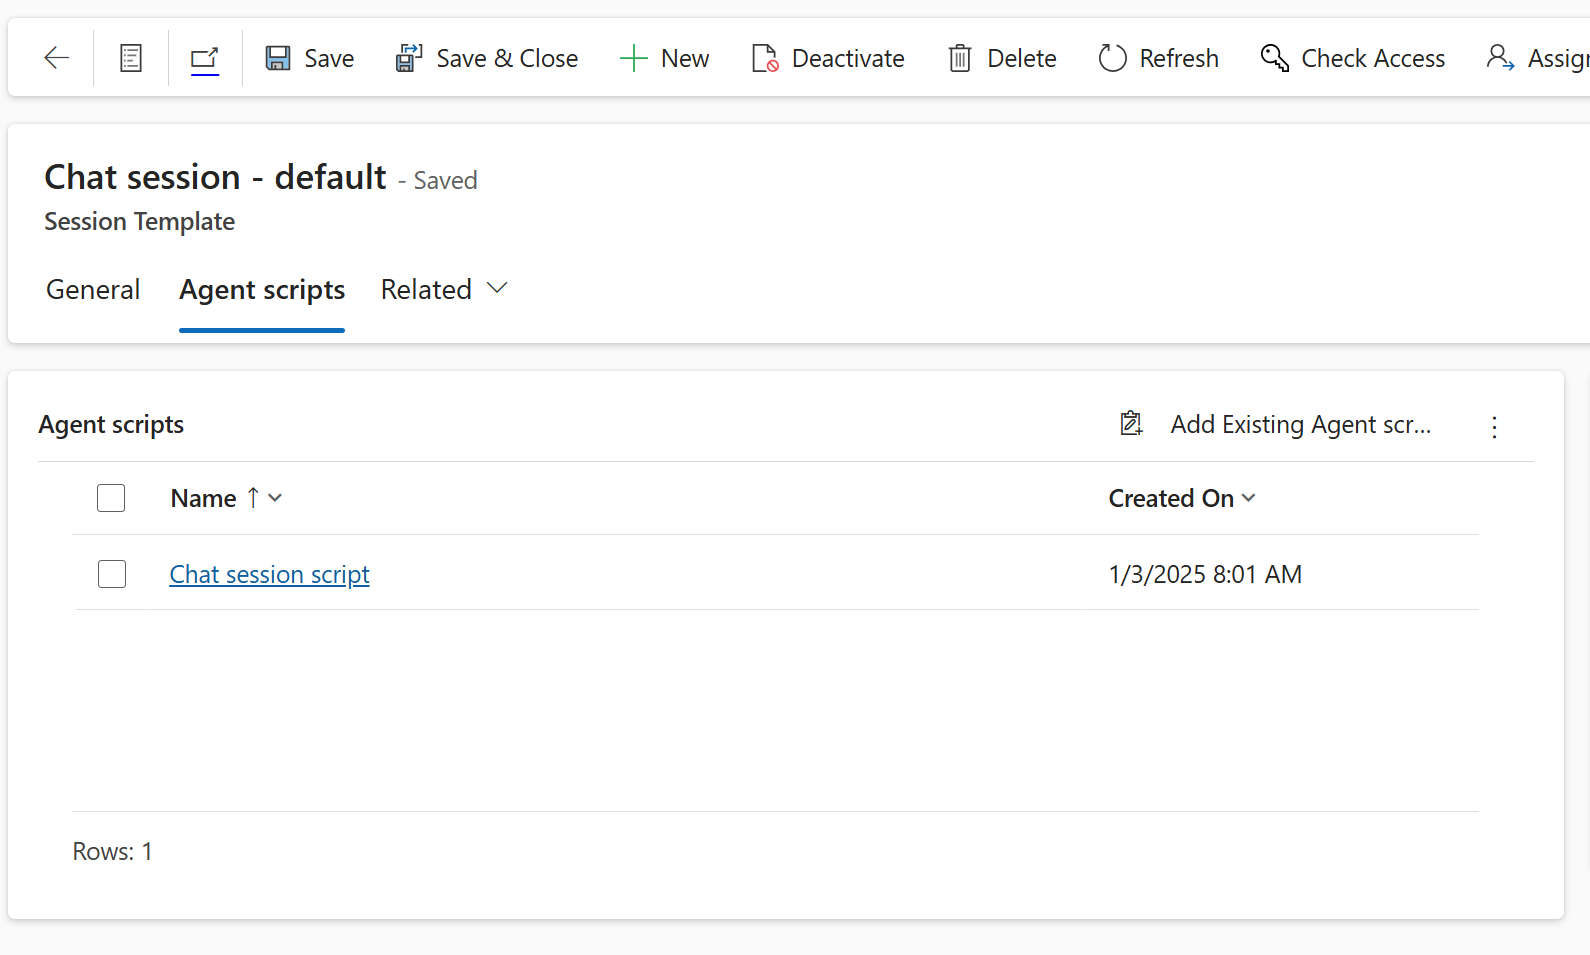 Save Save & Close New Deactivate Delete Refresh Check Access Assign
Chat session - default - Saved
Session Template
General Agent scripts Related
Agent scripts Add Existing Agent scr...
Name Created On
Chat session script 1/3/2025 8:01 AM
Rows: 1